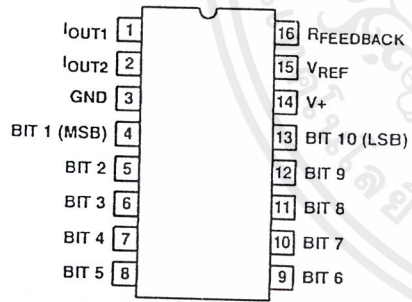 IOUT1 1
IOUT2 2
GND 3
BIT 1 (MSB) 4
BIT 2 5
BIT 3 6
BIT 4 7
BIT 5 8
16 RFEEDBACK
15 VREF
14 V+
13 BIT 10 (LSB)
12 BIT 9
11 BIT 8
10 BIT 7
9 BIT 6